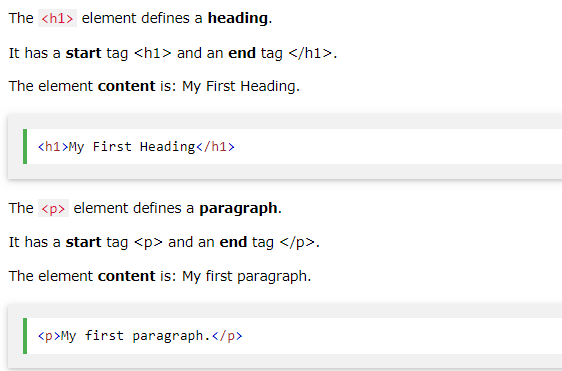 The <h1> element defines a heading.
It has a start tag <h1> and an end tag </h1>.
The element content is: My First Heading.
<h1>My First Heading</h1>
The <p> element defines a paragraph.
It has a start tag <p> and an end tag </p>.
The element content is: My first paragraph.
<p>My first paragraph.</p>